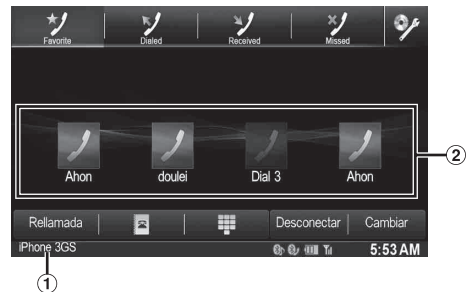 Favorite Dialed Received Missed
Ahon doulei Dial 3 Ahon
②
Rellamada Desconectar Cambiar
iPhone 3GS 5:53 AM
①